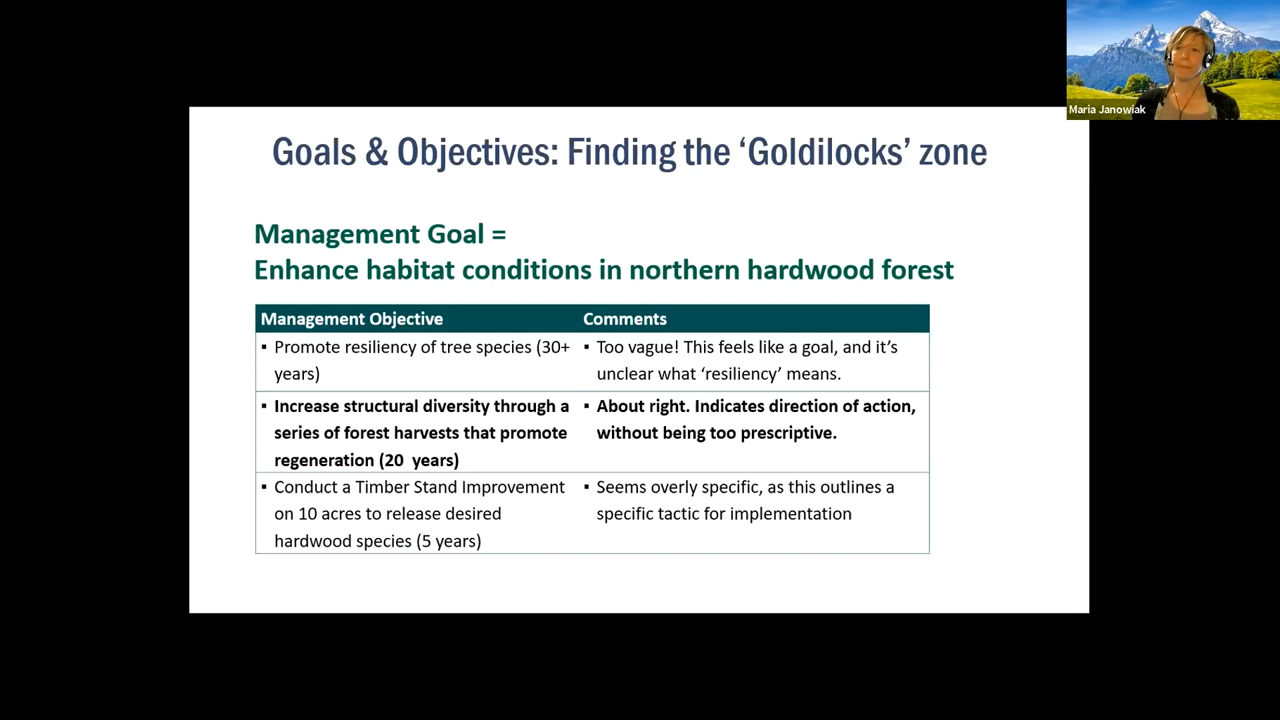 Maria Janowiak
Goals & Objectives: Finding the ‘Goldilocks’ zone
Management Goal =
Enhance habitat conditions in northern hardwood forest
Management Objective
Comments
▪ Promote resiliency of tree species (30+
years)
▪ Too vague! This feels like a goal, and it’s
unclear what ‘resiliency’ means.
▪ Increase structural diversity through a
series of forest harvests that promote
regeneration (20  years)
▪ About right. Indicates direction of action,
without being too prescriptive.
▪ Conduct a Timber Stand Improvement
on 10 acres to release desired
hardwood species (5 years)
▪ Seems overly specific, as this outlines a
specific tactic for implementation